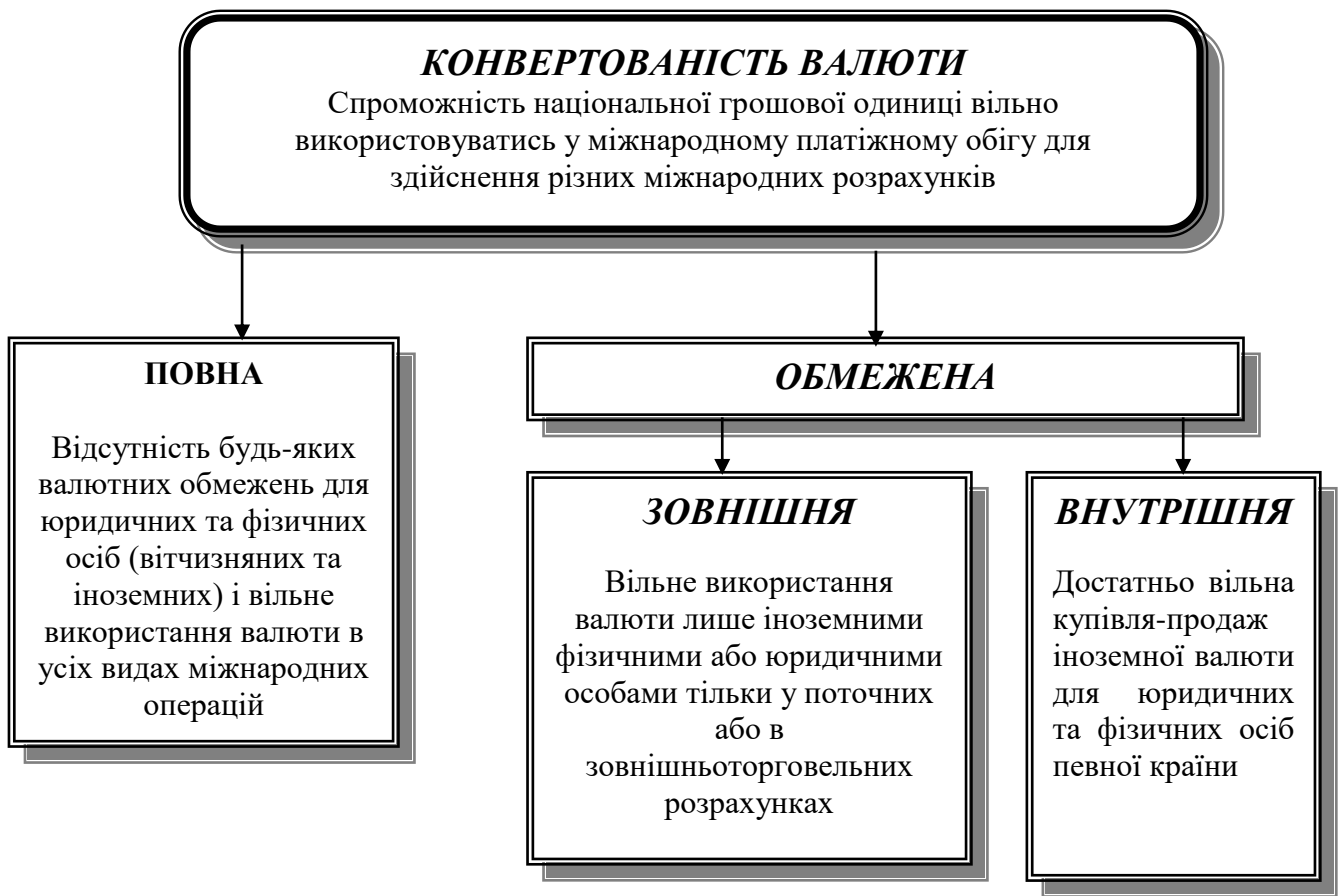 КОНВЕРТОВАНІСТЬ ВАЛЮТИ
Спроможність національної грошової одиниці вільно
використовуватись у міжнародному платіжному обігу для
здійснення різних міжнародних розрахунків
ПОВНА
Відсутність будь-яких
валютних обмежень для
юридичних та фізичних
осіб (вітчизняних та
іноземних) і вільне
використання валюти в
усіх видах міжнародних
операцій
ОБМЕЖЕНА
ЗОВНІШНЯ
Вільне використання
валюти лише іноземними
фізичними або юридичними
особами тільки у поточних
або в
зовнішньоторговельних
розрахунках
ВНУТРІШНЯ
Достатньо вільна
купівля-продаж
іноземної валюти
для юридичних
та фізичних осіб
певної країни